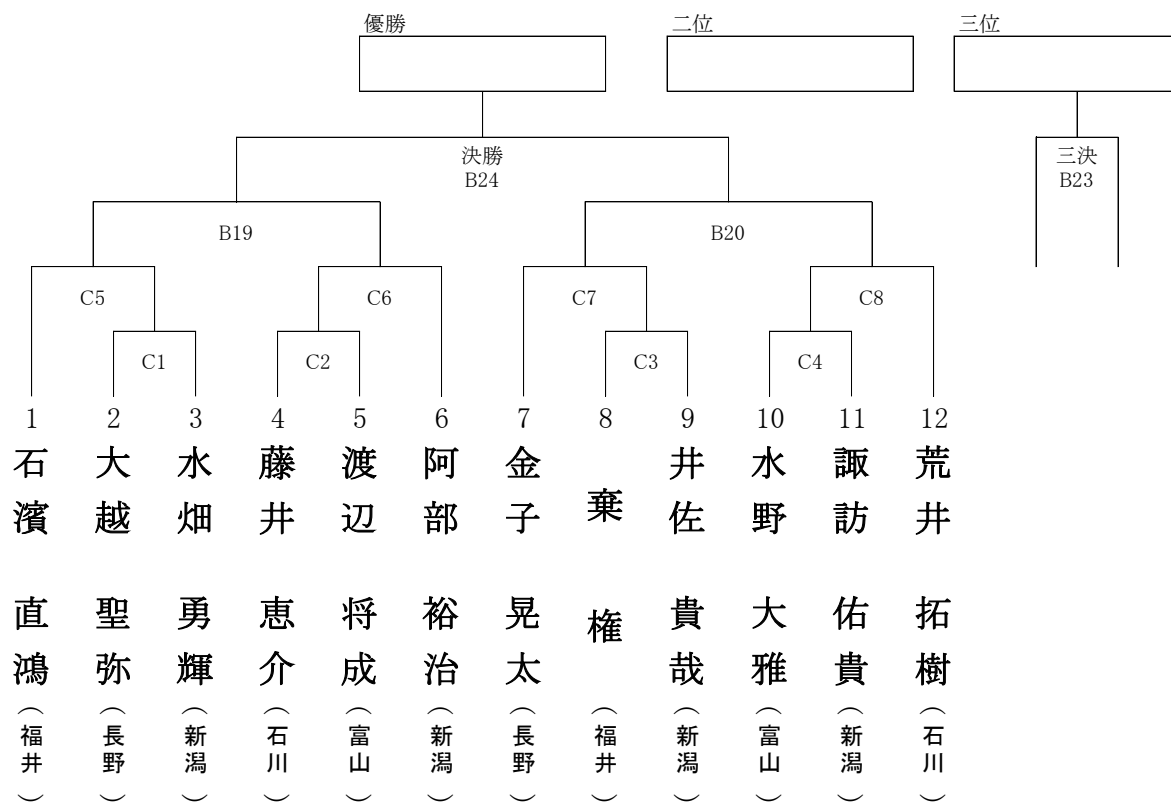 優勝
二位
三位
決勝
B24
三決
B23
B19
B20
C5
C6
C7
C8
C1
C2
C3
C4
1
2
3
4
5
6
7
8
9
10
11
12
石濱 直鴻
(福井)
大越 聖弥
(長野)
水畑 勇輝
(新潟)
藤井 恵介
(石川)
渡辺 将成
(富山)
阿部 裕治
(新潟)
金子 晃太
(長野)
棄権
(福井)
井佐 貴哉
(新潟)
水野 大雅
(富山)
諏訪 佑貴
(新潟)
荒井 拓樹
(石川)